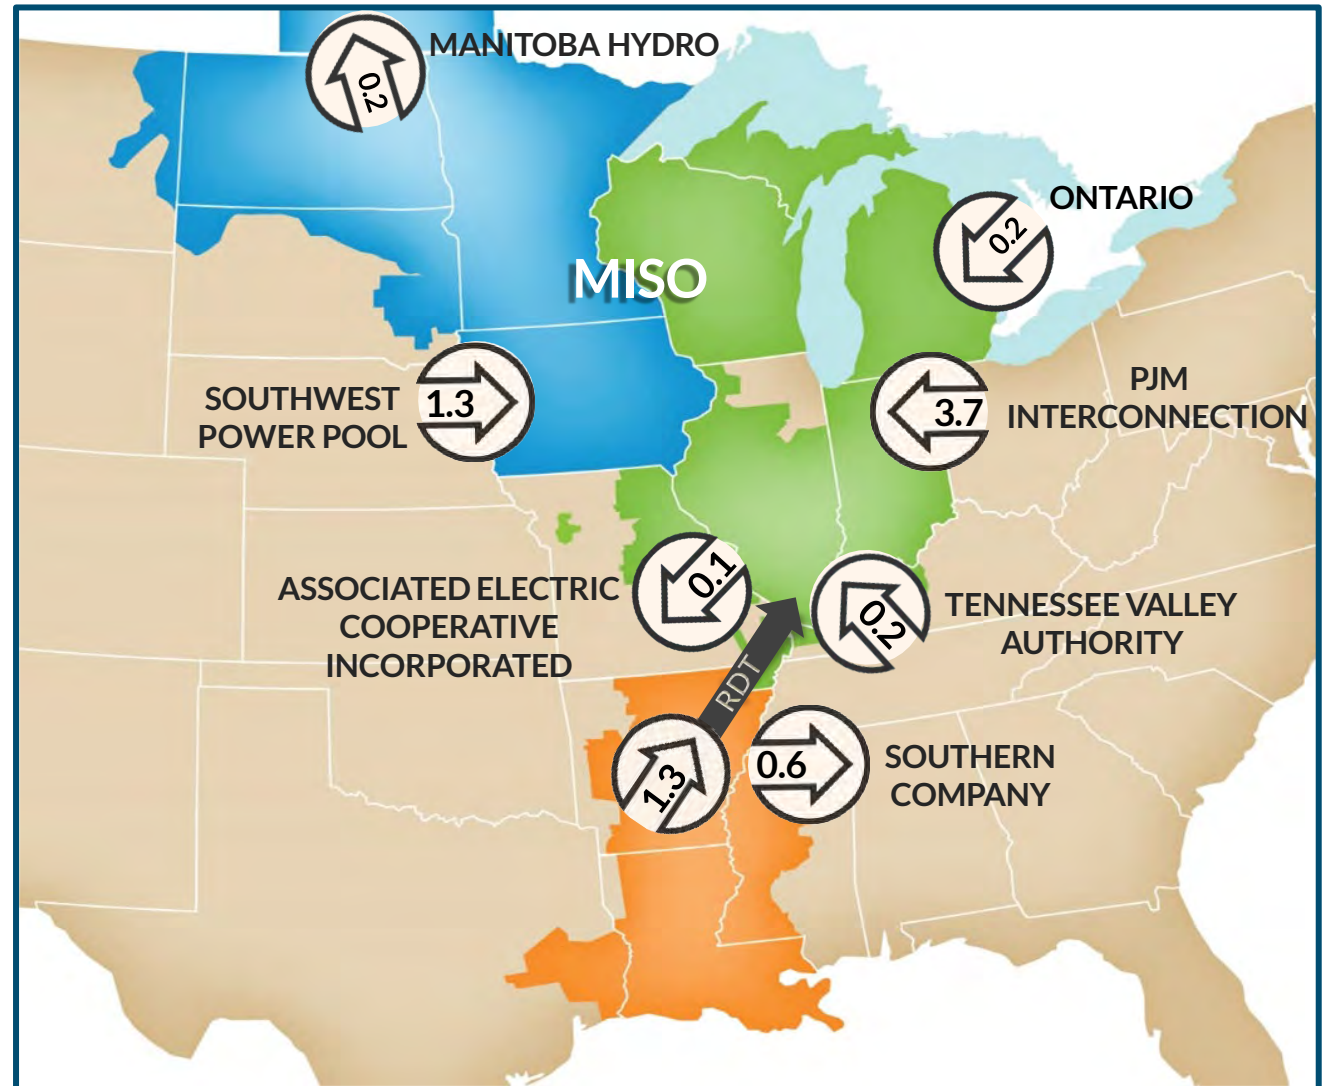 MANITOBA HYDRO
0.2
ONTARIO
0.2
MISO
SOUTHWEST
POWER POOL
1.3
PJM
INTERCONNECTION
3.7
ASSOCIATED ELECTRIC
COOPERATIVE
INCORPORATED
0.1
TENNESSEE VALLEY
AUTHORITY
0.2
RDT
1.3
0.6
SOUTHERN
COMPANY